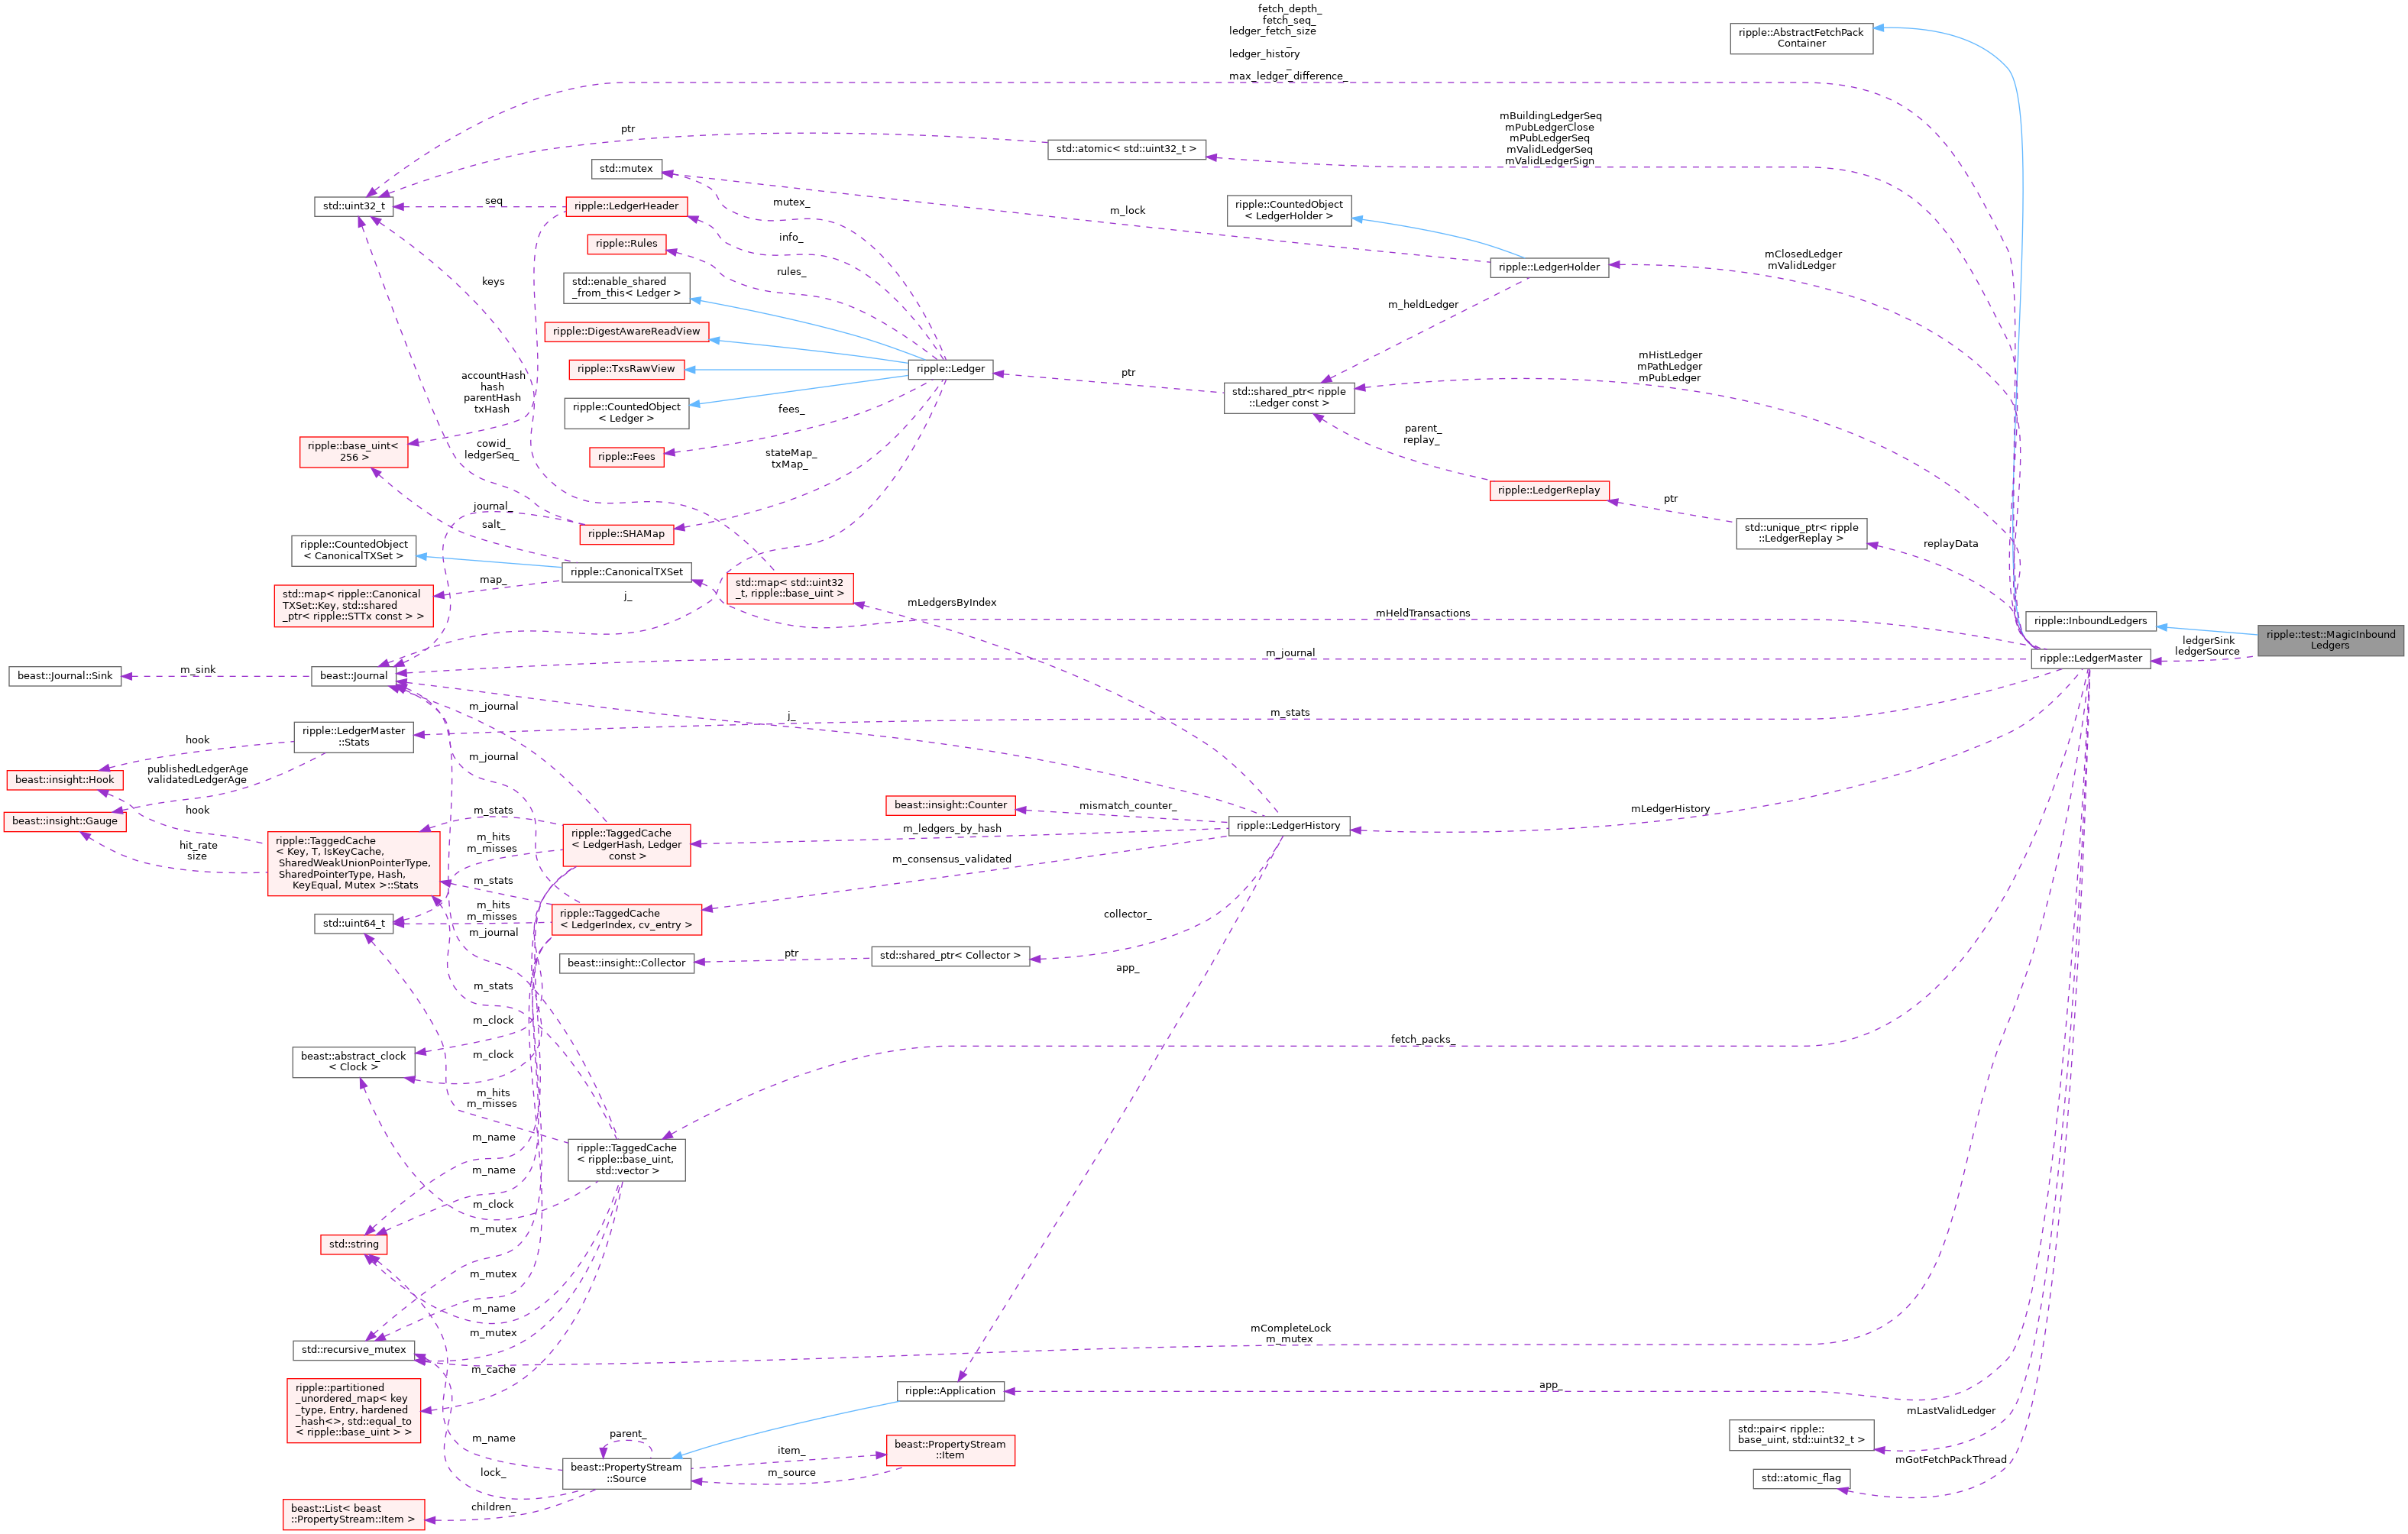 fetch_depth_
fetch_seq_
ledger_fetch_size
_
ledger_history
_
max_ledger_difference_
ripple::AbstractFetchPack
Container
mBuildingLedgerSeq
mPubLedgerClose
mPubLedgerSeq
mValidLedgerSeq
mValidLedgerSign
ptr
std::atomic< std::uint32_t >
std::mutex
std::uint32_t
seq
ripple::LedgerHeader
mutex_
m_lock
ripple::CountedObject
< LedgerHolder >
info_
ripple::Rules
rules_
ripple::LedgerHolder
mClosedLedger
mValidLedger
keys
std::enable_shared
_from_this< Ledger >
m_heldLedger
ripple::DigestAwareReadView
ripple::TxsRawView
ripple::Ledger
ptr
std::shared_ptr< ripple
::Ledger const >
mHistLedger
mPathLedger
mPubLedger
accountHash
hash
parentHash
txHash
ripple::CountedObject
< Ledger >
fees_
ripple::base_uint<
256 >
cowid_
ledgerSeq_
ripple::Fees
stateMap_
txMap_
parent_
replay_
ripple::LedgerReplay
ptr
std::unique_ptr< ripple
::LedgerReplay >
replayData
journal_
salt_
ripple::SHAMap
ripple::CountedObject
< CanonicalTXSet >
ripple::CanonicalTXSet
map_
std::map< ripple::Canonical
TXSet::Key, std::shared
_ptr< ripple::STTx const > >
j_
std::map< std::uint32
_t, ripple::base_uint >
mLedgersByIndex
mHeldTransactions
ripple::InboundLedgers
ripple::test::MagicInbound
Ledgers
ledgerSink
ledgerSource
ripple::LedgerMaster
m_journal
beast::Journal::Sink
m_sink
beast::Journal
m_journal
j_
m_stats
ripple::LedgerMaster
::Stats
hook
m_journal
beast::insight::Hook
publishedLedgerAge
validatedLedgerAge
beast::insight::Gauge
hook
hit_rate
size
ripple::TaggedCache
< Key, T, IsKeyCache,
SharedWeakUnionPointerType,
SharedPointerType, Hash,
KeyEqual, Mutex >::Stats
m_stats
m_hits
m_misses
ripple::TaggedCache
< LedgerHash, Ledger
const >
beast::insight::Counter
mismatch_counter_
m_ledgers_by_hash
ripple::LedgerHistory
mLedgerHistory
m_consensus_validated
m_stats
m_hits
m_misses
m_journal
std::uint64_t
ripple::TaggedCache
< LedgerIndex, cv_entry >
collector_
beast::insight::Collector
ptr
std::shared_ptr< Collector >
app_
m_stats
m_clock
m_clock
beast::abstract_clock
< Clock >
fetch_packs_
m_hits
m_misses
m_name
ripple::TaggedCache
< ripple::base_uint,
std::vector >
m_name
m_clock
m_mutex
std::string
m_mutex
m_name
m_mutex
std::recursive_mutex
mCompleteLock
m_mutex
m_cache
ripple::partitioned
_unordered_map< key
_type, Entry, hardened
_hash<>, std::equal_to
< ripple::base_uint > >
ripple::Application
app_
mLastValidLedger
std::pair< ripple::
base_uint, std::uint32_t >
m_name
parent_
beast::PropertyStream
::Source
item_
m_source
beast::PropertyStream
::Item
mGotFetchPackThread
std::atomic_flag
lock_
children_
beast::List< beast
::PropertyStream::Item >